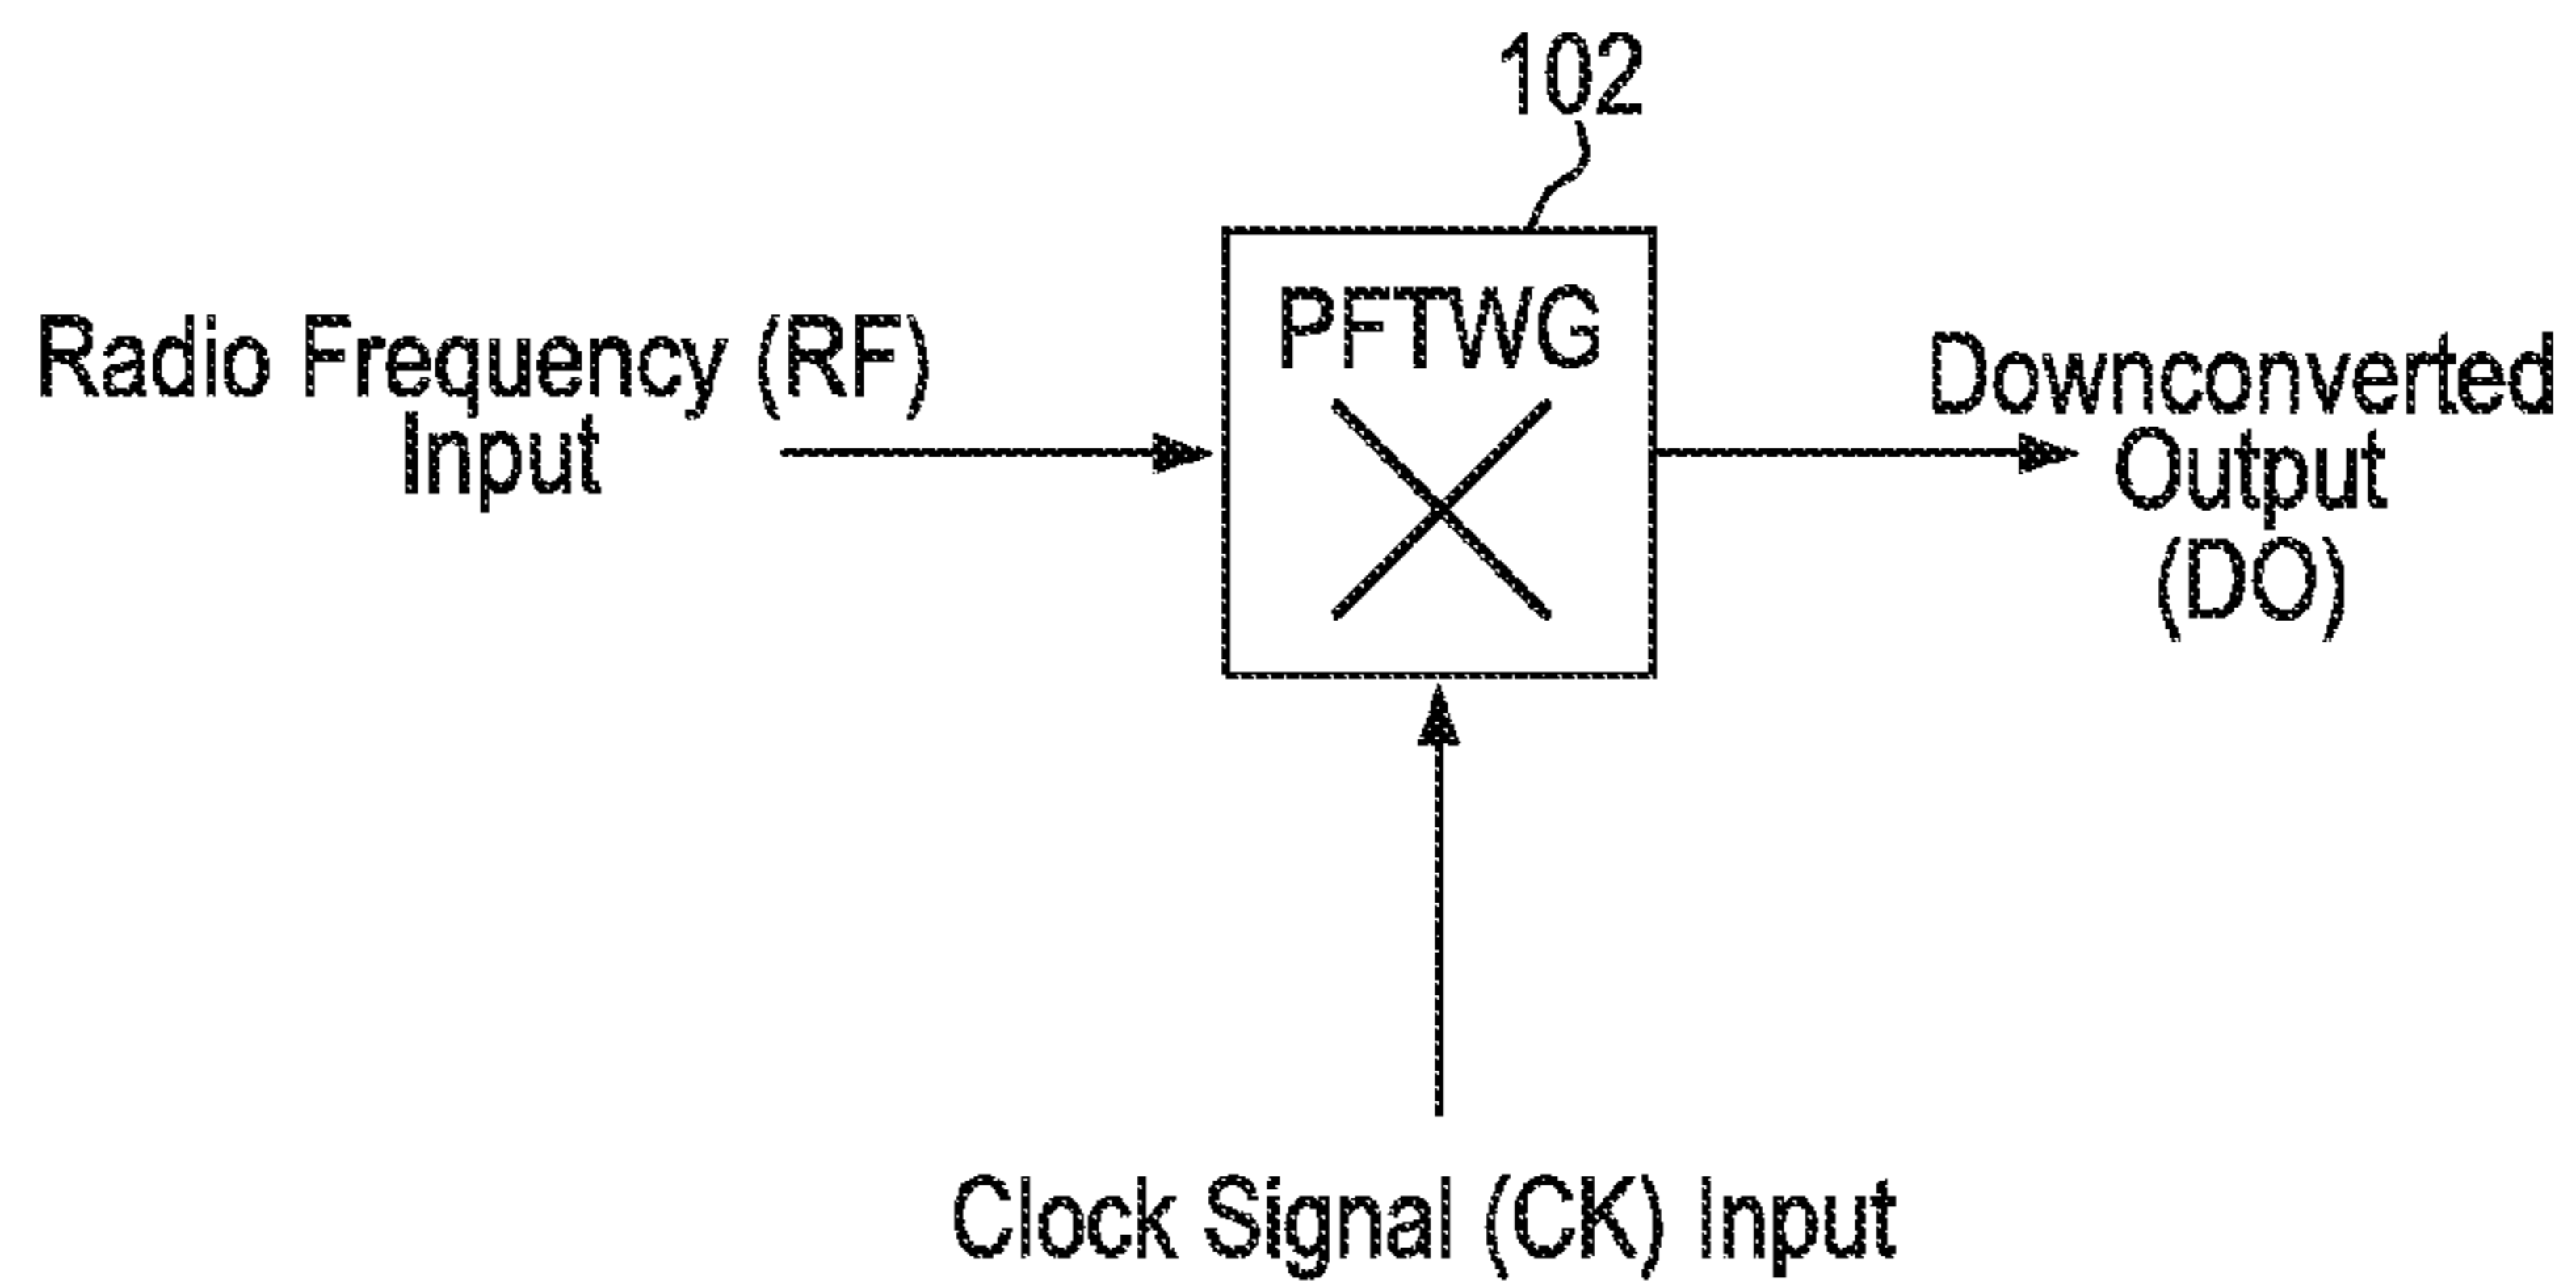 102
PFTWG
Radio Frequency (RF)
Input
Downconverted
Output
(DO)
Clock Signal (CK) Input